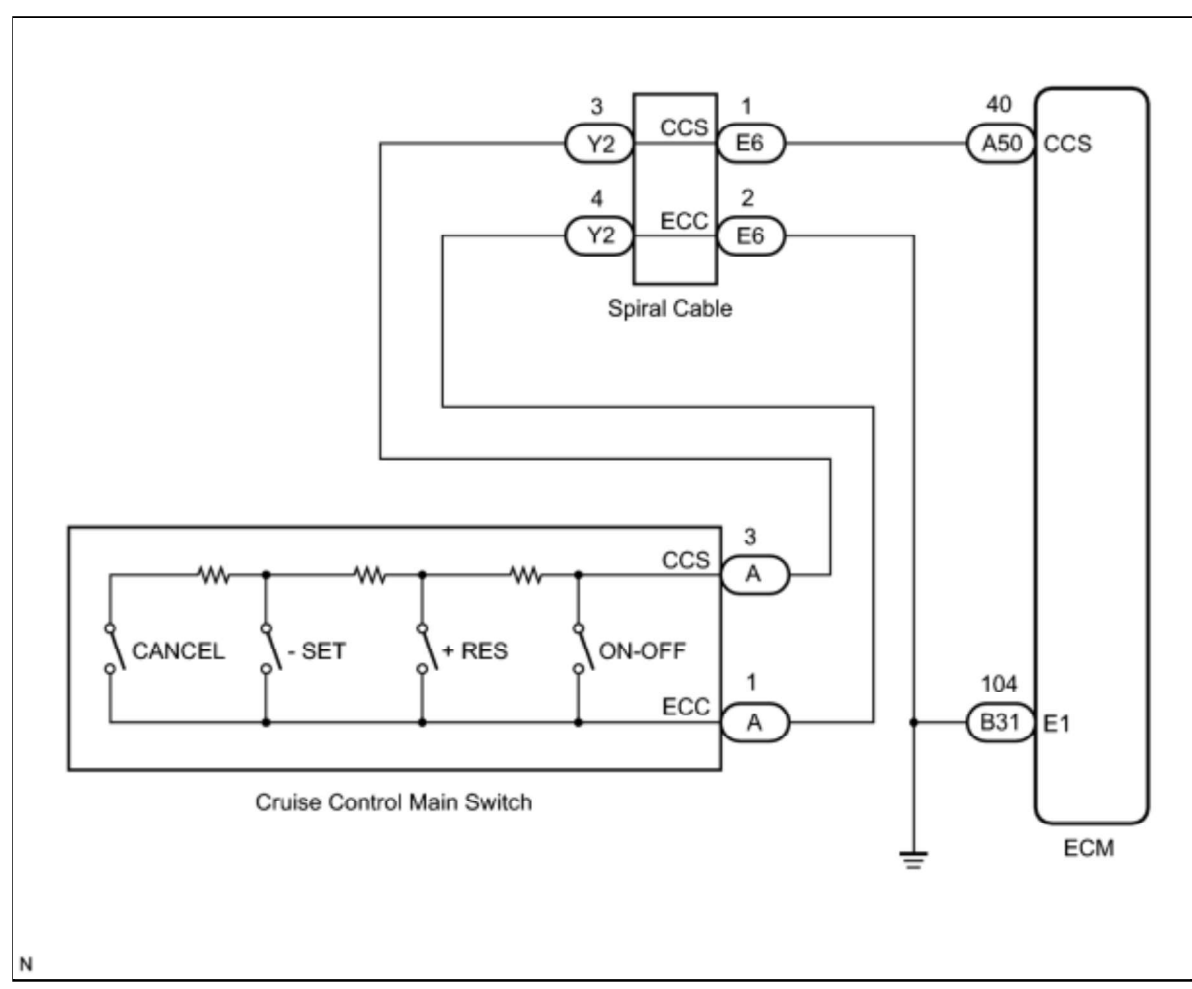 3
CCS
1
40
Y2
E6
A50
CCS
4
ECC
2
Y2
E6
Spiral Cable
3
CCS
A
CANCEL
- SET
+ RES
ON-OFF
1
ECC
A
104
B31
E1
Cruise Control Main Switch
ECM
N